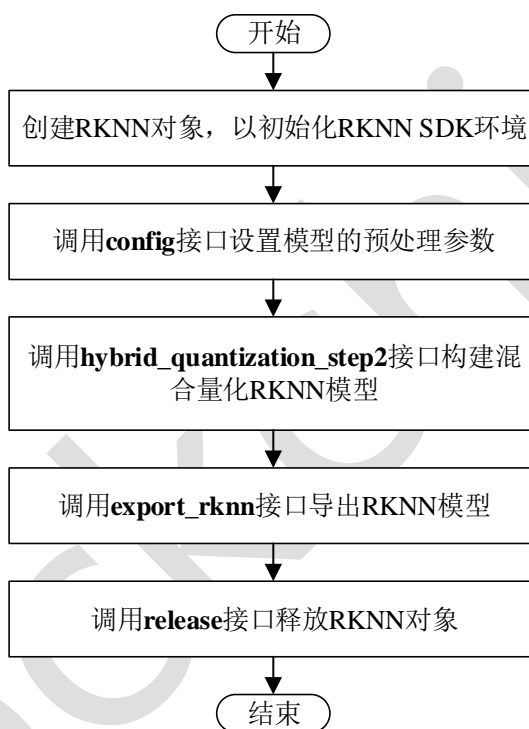 开始
创建RKNN对象，以初始化RKNN SDK环境
调用config接口设置模型的预处理参数
调用hybrid_quantization_step2接口构建混
合量化RKNN模型
调用export_rknn接口导出RKNN模型
调用release接口释放RKNN对象
结束